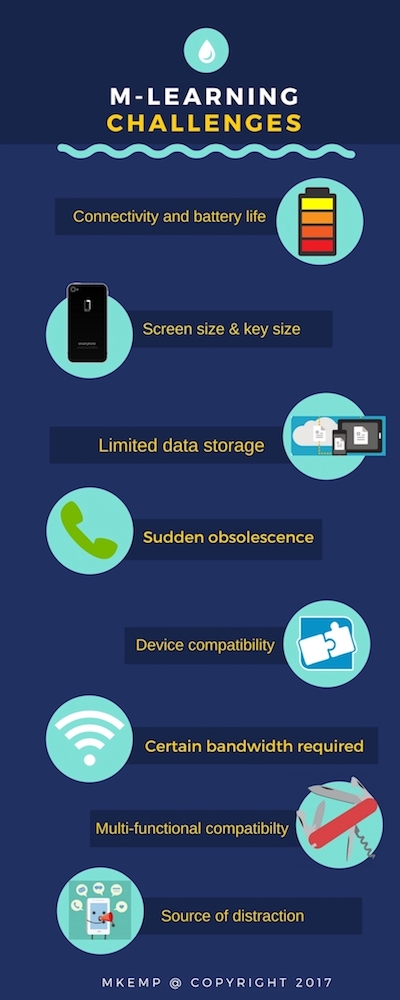 M-LEARNING
CHALLENGES
Connectivity and battery life
Screen size & key size
Limited data storage
Sudden obsolescence
Device compatibility
Certain bandwidth required
Multi-functional compatibilty
Source of distraction
MKEMP @ COPYRIGHT 2017